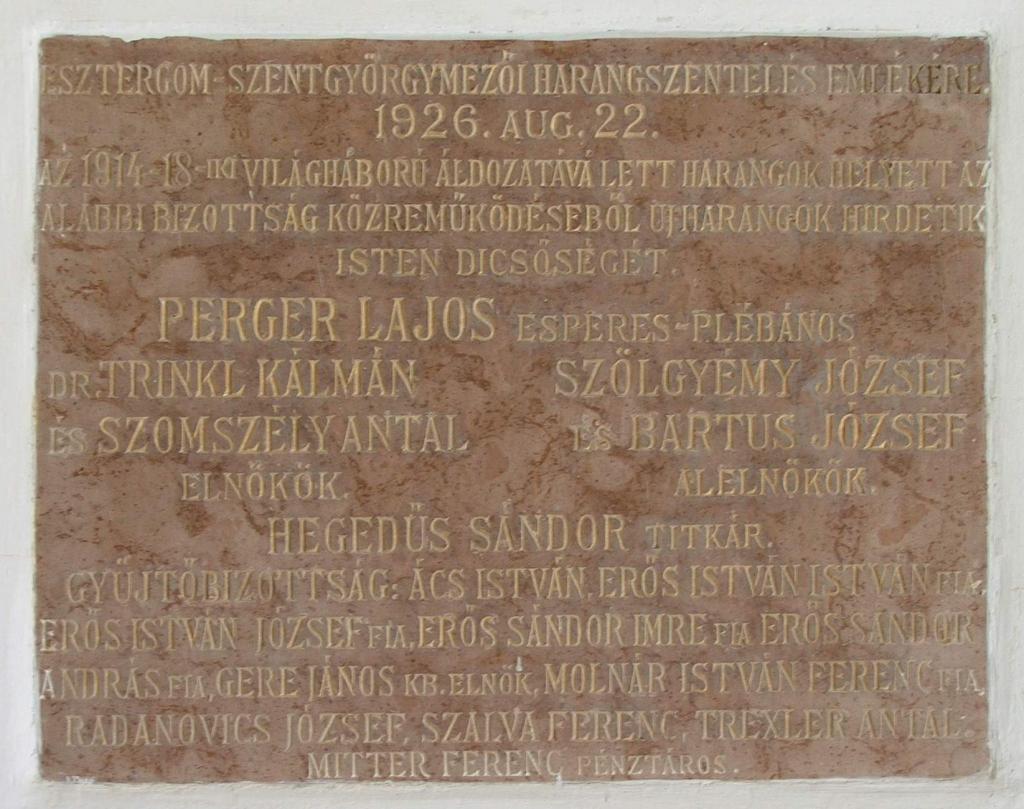 ESZTERGOM-SZENTGYÖRGYMEZŐI HARANGSZENTELÉS EMLÉKÉRE.
1926. AUG. 22.
AZ 1914-18-IKI VILÁGHÁBORÚ ÁLDOZATÁVÁ LETT HARANGOK HELYETT AZ
ALÁBBI BIZOTTSÁG KÖZREMŰKÖDÉSÉBŐL UJ HARANGOK HIRDETIK
ISTEN DICSŐSÉGÉT.
PERGER LAJOS ESPERES-PLÉBÁNOS
DR. TRINKL KÁLMÁN SZÖLGYÉMY JÓZSEF
ÉS SZOMSZÉLY ANTAL ÉS BARTUS JÓZSEF
ELNÖKÖK. ALELNÖKÖK.
HEGEDŰS SÁNDOR TITKÁR.
GYŰJTŐBIZOTTSÁG: ÁCS ISTVÁN, ERŐS ISTVÁN ISTVÁN FIA,
ERŐS ISTVÁN JÓZSEF FIA, ERŐS SÁNDOR IMRE FIA ERŐS SÁNDOR
ANDRÁS FIA, GERE JÁNOS KB. ELNÖK, MOLNÁR ISTVÁN FERENC FIA,
RADANOVICS JÓZSEF, SZALVA FERENC, TREXLER ANTAL.
MITTER FERENC PÉNZTÁROS.